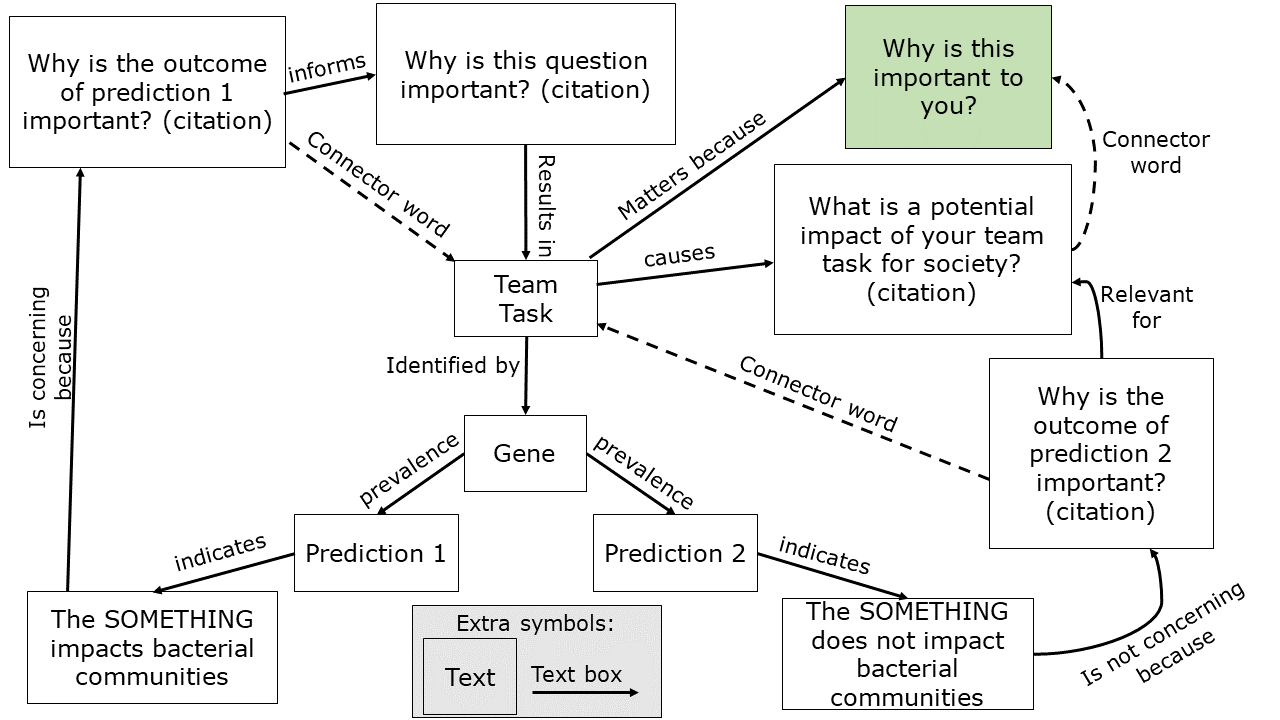 Why is the outcome
of prediction 1
important? (citation)
informs
Why is this question
important? (citation)
Why is this
important to
you?
Connector
word
Connector word
Results in
Matters because
What is a potential
impact of your team
task for society?
(citation)
causes
Team
Task
Relevant
for
Is concerning
because
Identified by
Connector word
Why is the
outcome of
prediction 2
important?
(citation)
Gene
prevalence
prevalence
Prediction 1
Prediction 2
indicates
indicates
The SOMETHING
impacts bacterial
communities
The SOMETHING
does not impact
bacterial
communities
Is not concerning
because
Extra symbols:
Text
Text box